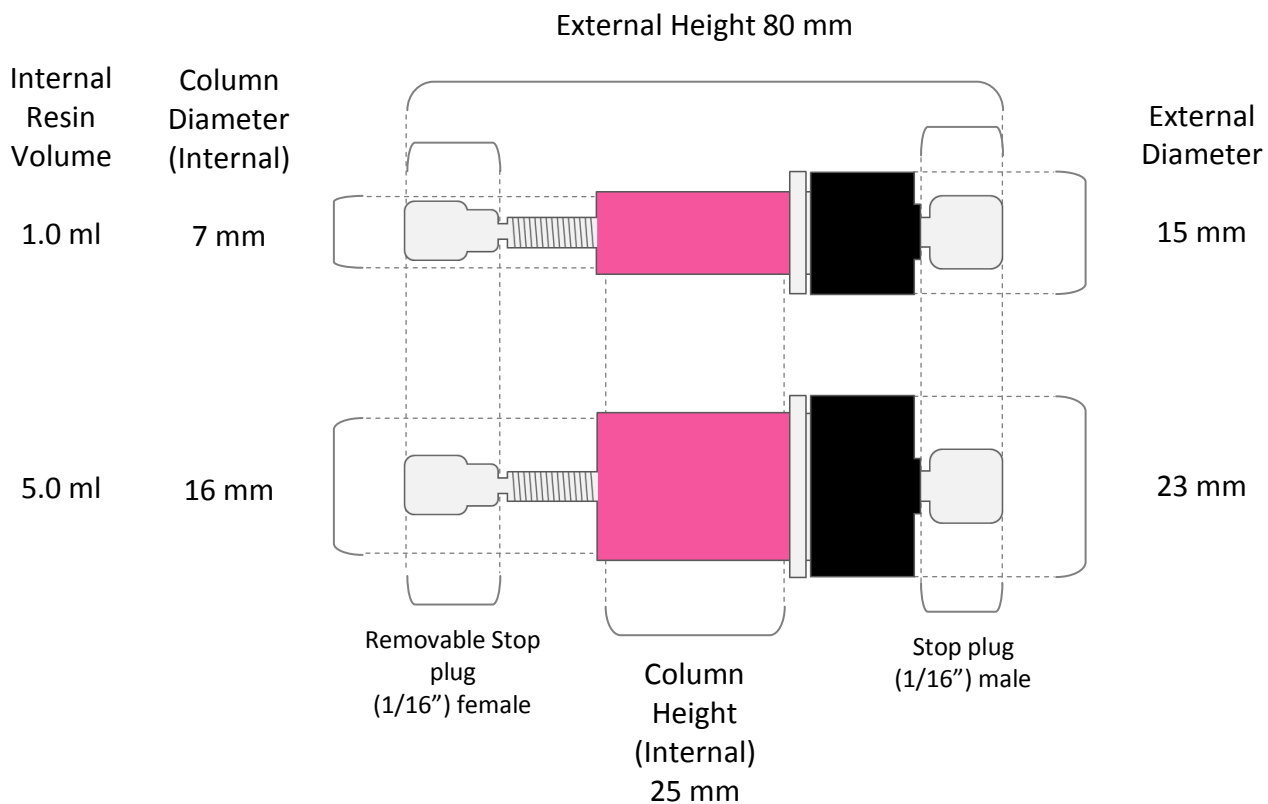 External Height 80 mm
Internal
Resin
Volume
Column
Diameter
(Internal)
External
Diameter
1.0 ml
7 mm
15 mm
5.0 ml
16 mm
23 mm
Removable Stop
plug
(1/16”) female
Column
Height
(Internal)
25 mm
Stop plug
(1/16”) male